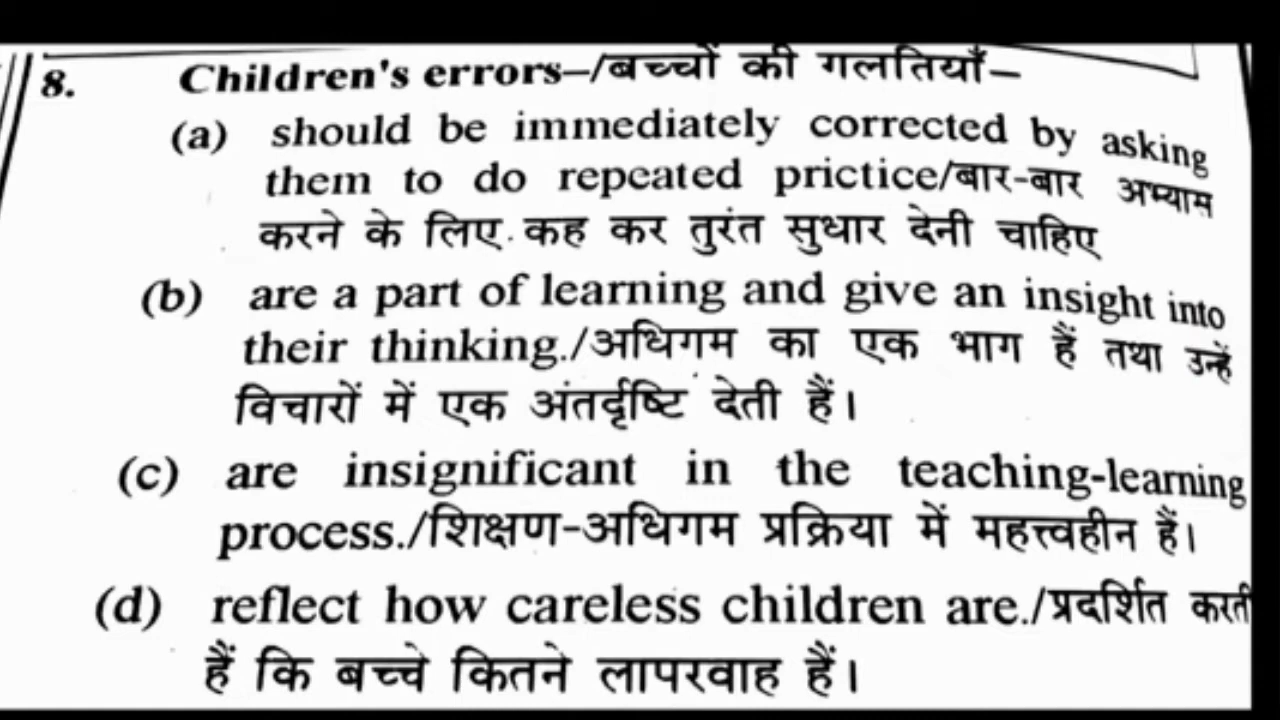 8. Children's errors–/बच्चों की गलतियाँ–
(a) should be immediately corrected by asking
them to do repeated prictice/बार-बार अभ्यास
करने के लिए कह कर तुरंत सुधार देनी चाहिए
(b) are a part of learning and give an insight into
their thinking./अधिगम का एक भाग हैं तथा उन्हें
विचारों में एक अंतर्दृष्टि देती हैं।
(c) are insignificant in the teaching-learning
process./शिक्षण-अधिगम प्रक्रिया में महत्त्वहीन हैं।
(d) reflect how careless children are./प्रदर्शित करती
हैं कि बच्चे कितने लापरवाह हैं।